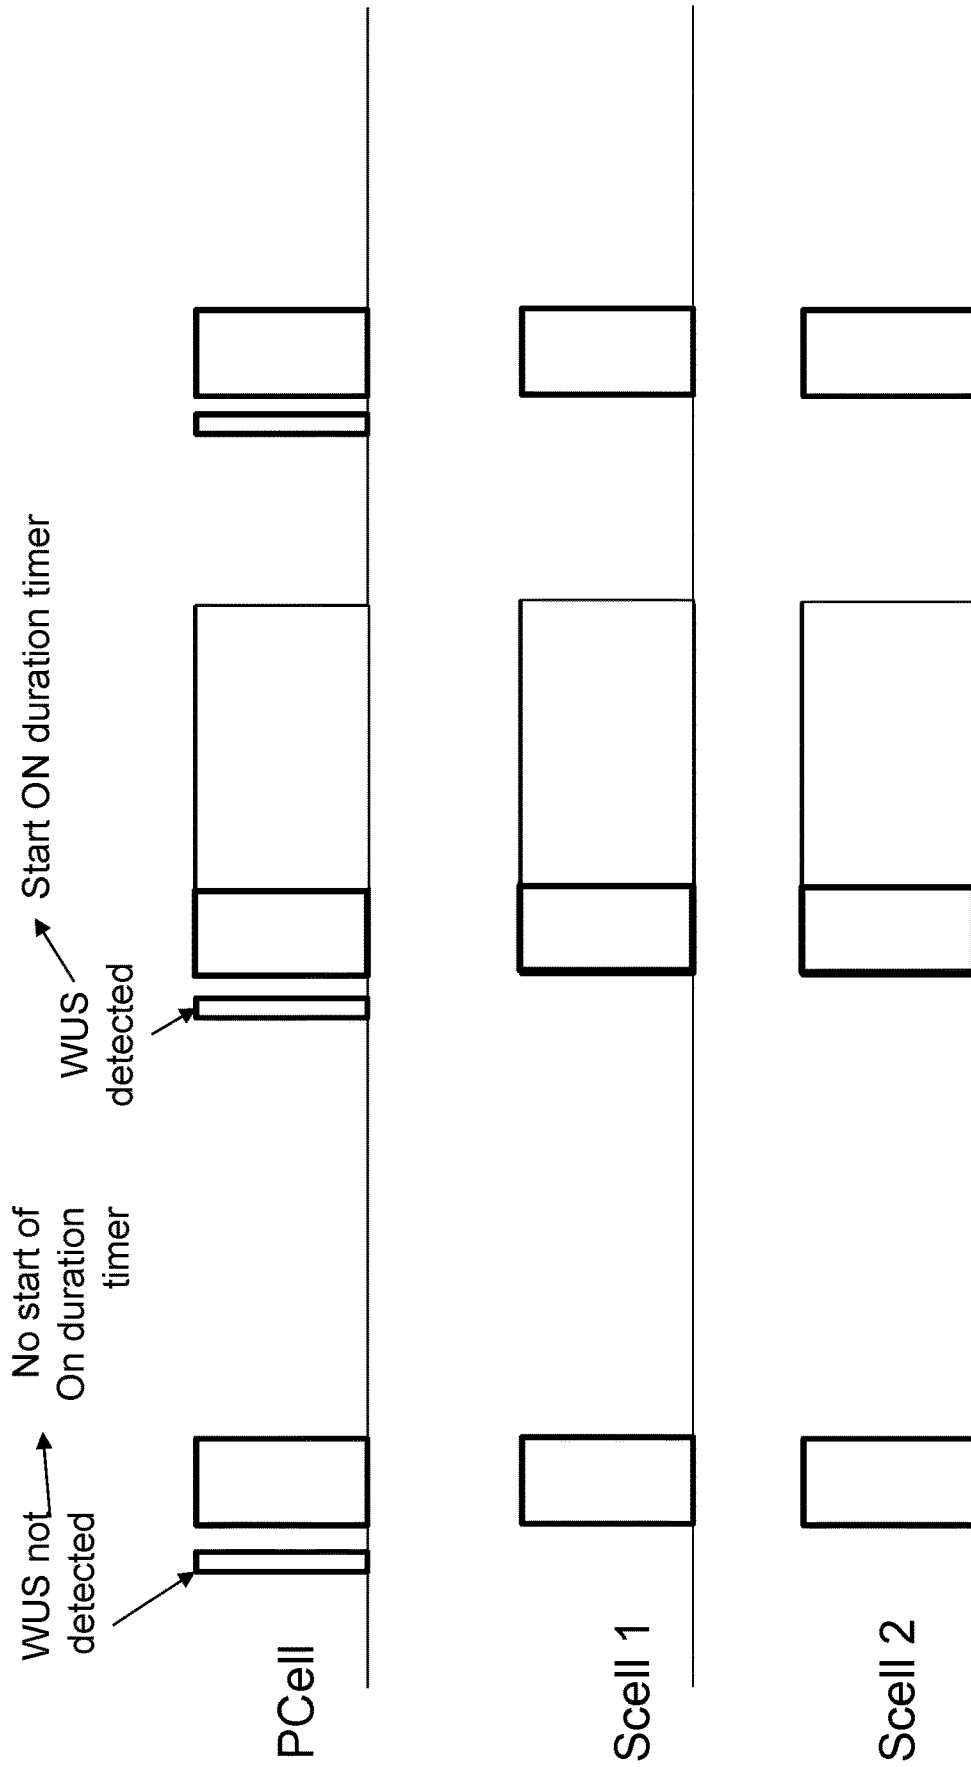 WUS not
detected
No start of
On duration
timer
WUS
detected
Start ON duration timer
PCell
Scell 1
Scell 2